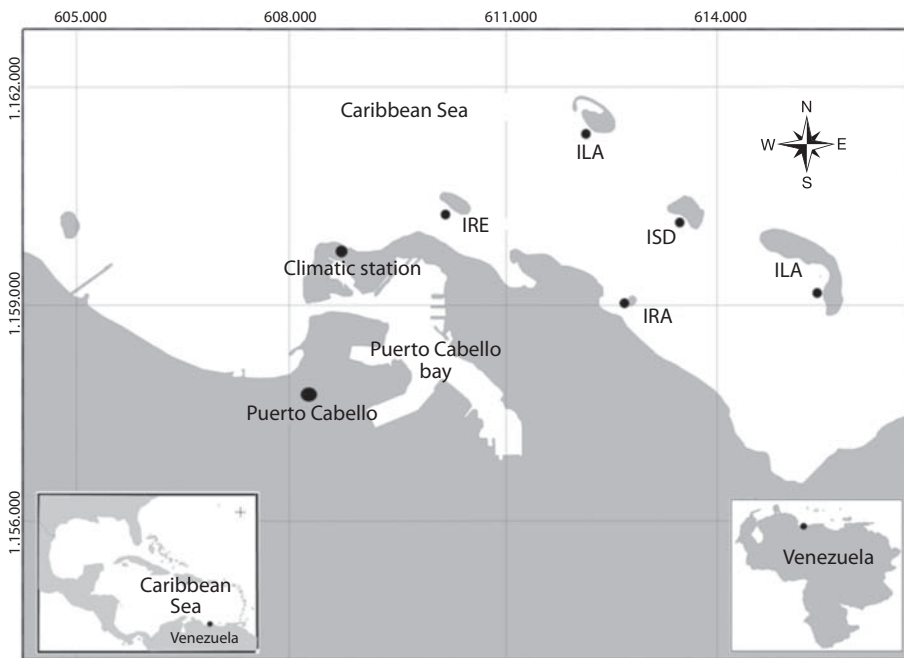 605.000
608.000
611.000
614.000
1.162.000
Caribbean Sea
N
W
E
S
ILA
IRE
ISD
Climatic station
ILA
1.159.000
IRA
Puerto Cabello
bay
Puerto Cabello
1.156.000
Caribbean
Sea
Venezuela
Venezuela